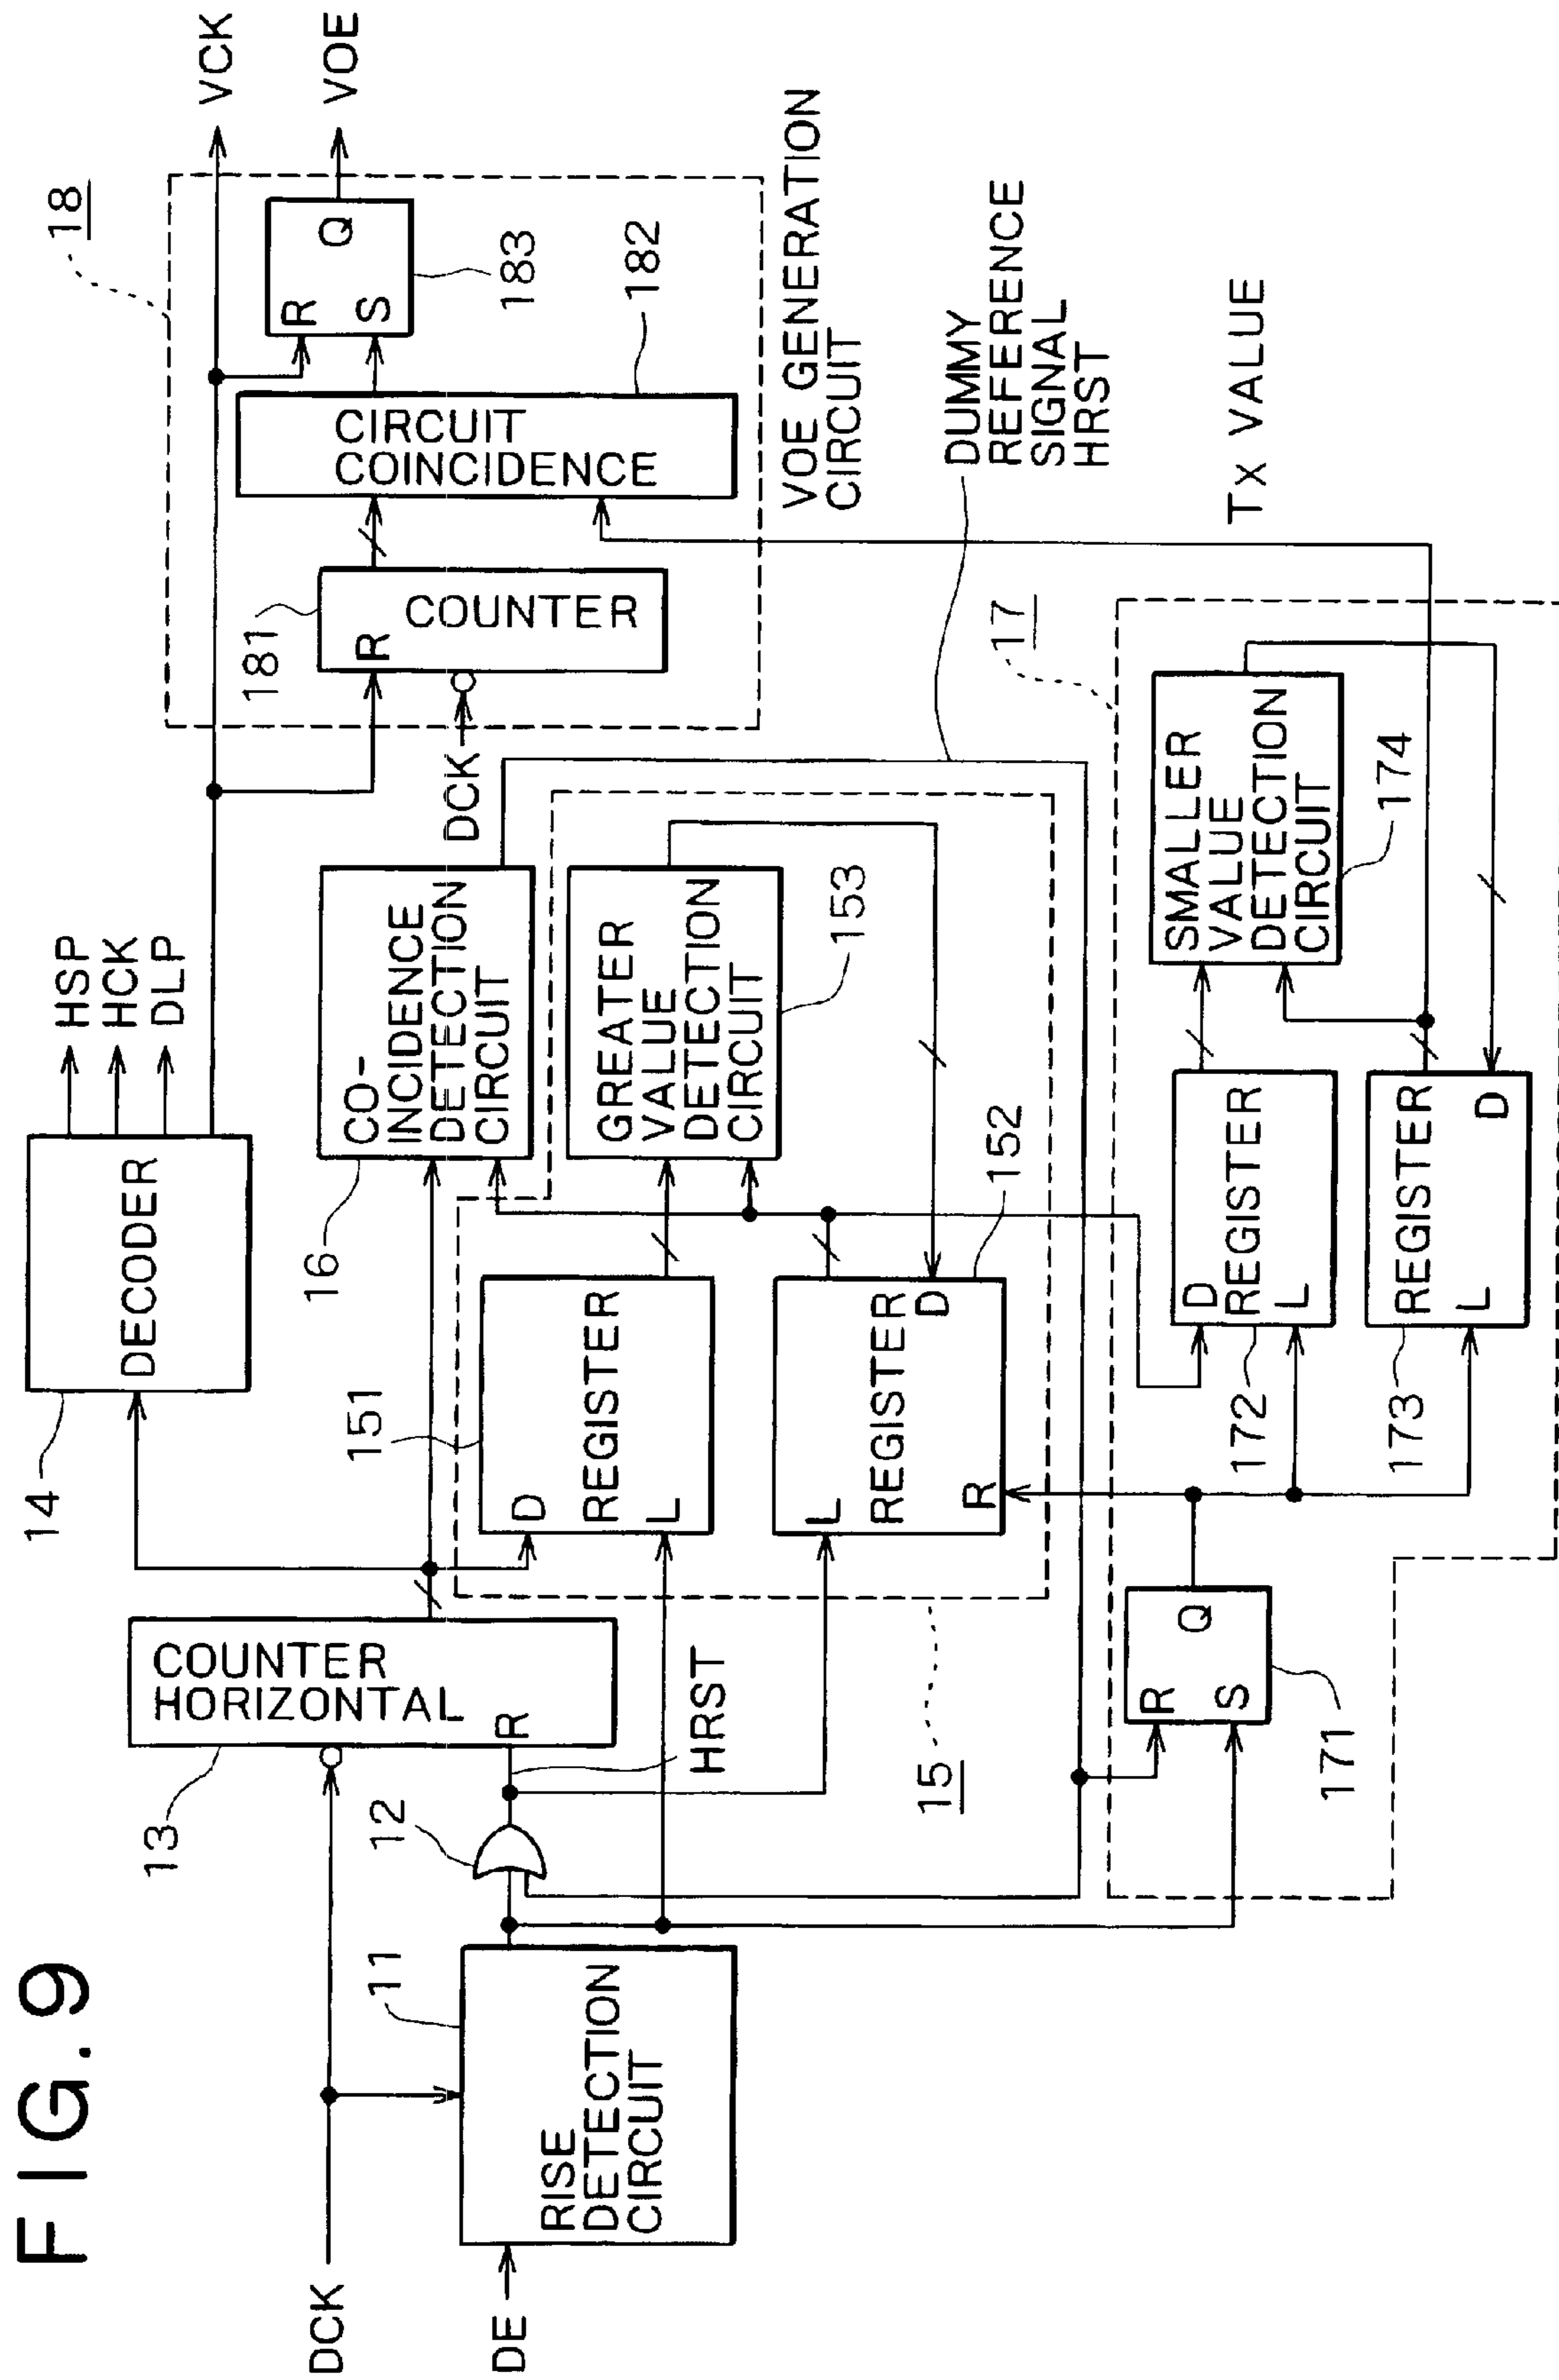 FIG. 9
DCK
DE
RISE
DETECTION
CIRCUIT
11
12
13
COUNTER
HORIZONTAL
R
HRST
14
DECODER
HSP
HCK
DLP
15
151
D
REGISTER
L
152
L
REGISTER
R
D
16
CO-
INCIDENCE
DETECTION
CIRCUIT
GREATER
VALUE
DETECTION
CIRCUIT
153
171
R
S
Q
17
172
D
REGISTER
L
173
REGISTER
L
D
SMALLER
VALUE
DETECTION
CIRCUIT
174
18
181
R
COUNTER
DCK
CIRCUIT
COINCIDENCE
182
R
S
Q
183
VCK
VOE
VOE GENERATION
CIRCUIT
DUMMY
REFERENCE
SIGNAL
HRST
Tx VALUE